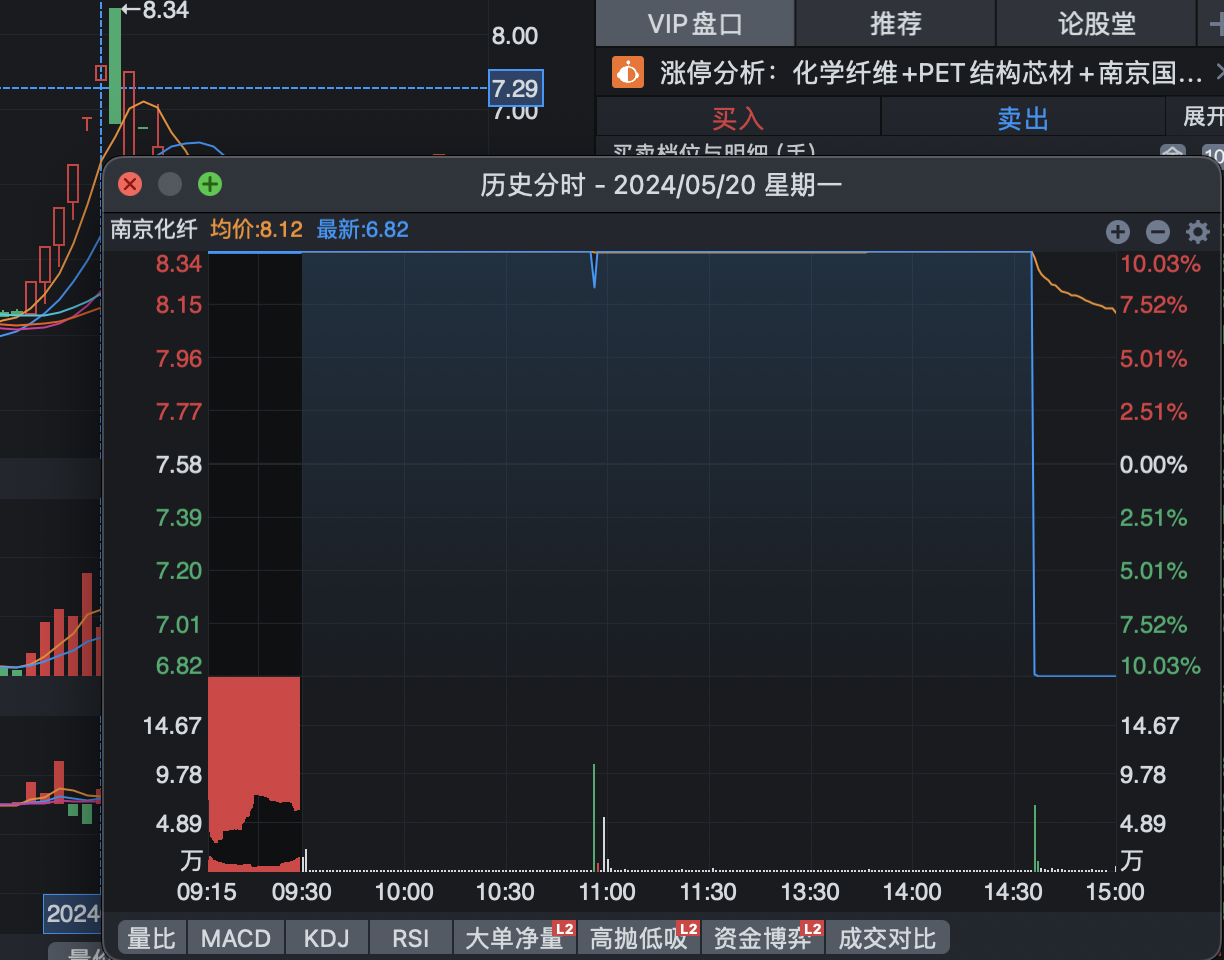 ←8.34
8.00
7.29
7.00
VIP盘口 推荐 论股堂
涨停分析：化学纤维+PET结构芯材+南京国...
买入 卖出 展开
买卖档位与明细 (手)
历史分时 - 2024/05/20 星期一
南京化纤 均价:8.12 最新:6.82
8.34 10.03%
8.15 7.52%
7.96 5.01%
7.77 2.51%
7.58 0.00%
7.39 2.51%
7.20 5.01%
7.01 7.52%
6.82 10.03%
14.67 14.67
9.78 9.78
4.89 4.89
万 万
09:15 09:30 10:00 10:30 11:00 11:30 13:30 14:00 14:30 15:00
2024
量比 MACD KDJ RSI 大单净量 L2 高抛低吸 L2 资金博弈 L2 成交对比